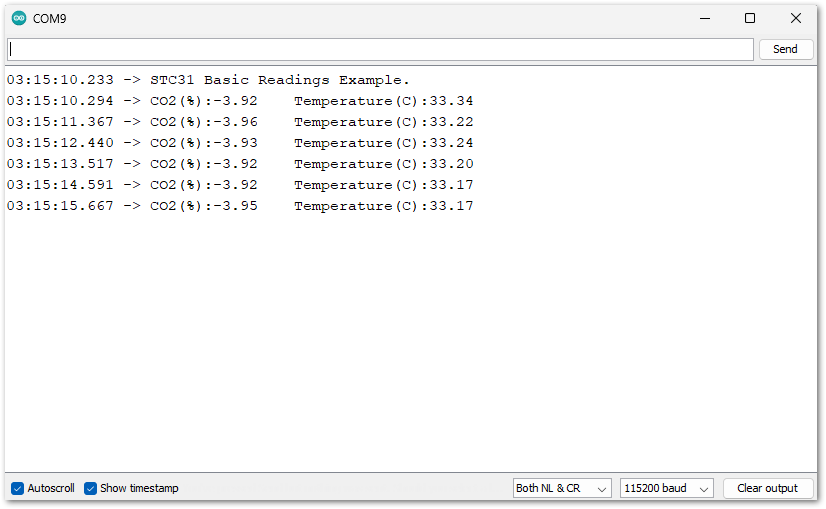 COM9
Send
03:15:10.233 -> STC31 Basic Readings Example.
03:15:10.294 -> CO2(%):-3.92    Temperature(C):33.34
03:15:11.367 -> CO2(%):-3.96    Temperature(C):33.22
03:15:12.440 -> CO2(%):-3.93    Temperature(C):33.24
03:15:13.517 -> CO2(%):-3.92    Temperature(C):33.20
03:15:14.591 -> CO2(%):-3.92    Temperature(C):33.17
03:15:15.667 -> CO2(%):-3.95    Temperature(C):33.17
Autoscroll Show timestamp Both NL & CR 115200 baud Clear output